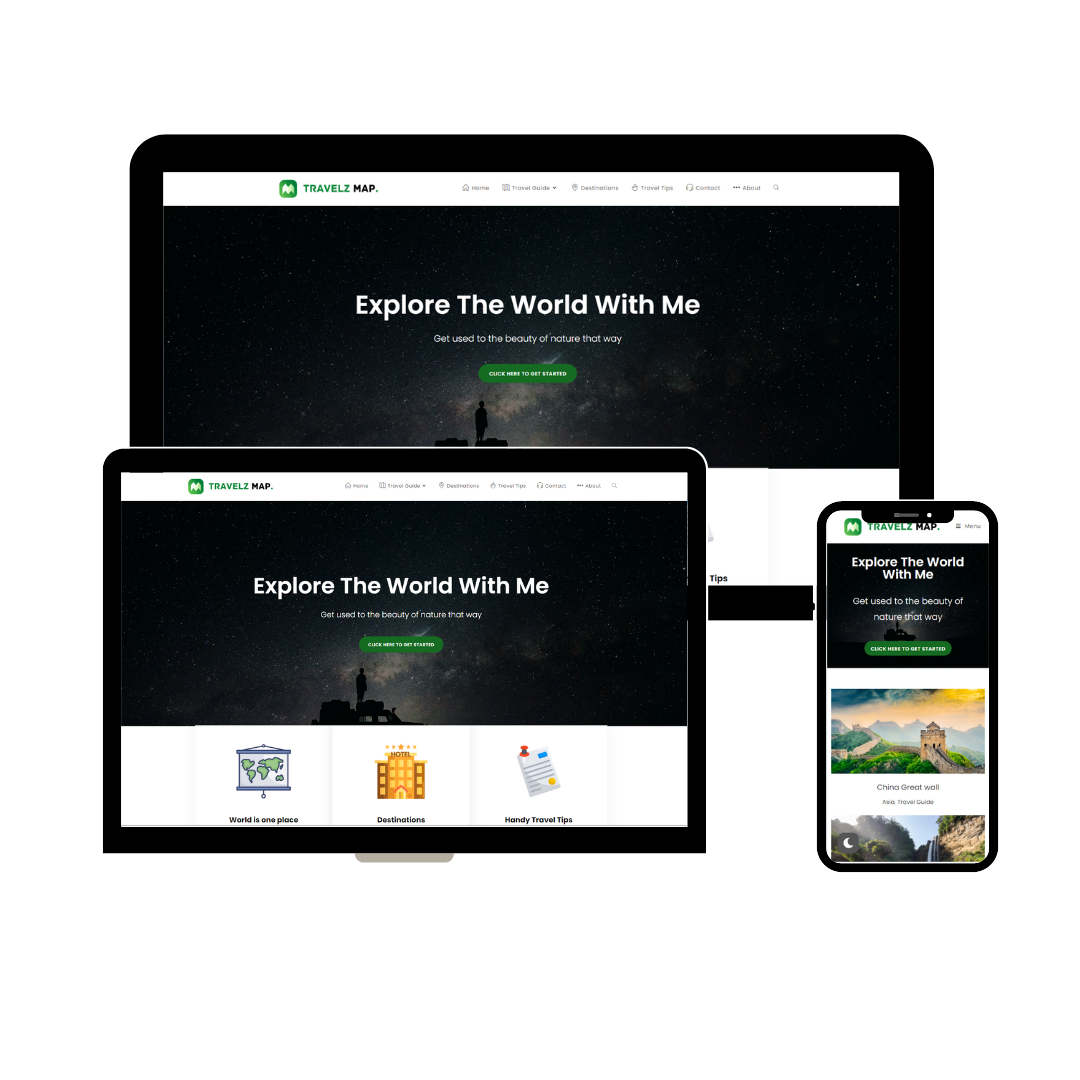 TRAVELZ MAP.
Home Travel Guide Destinations Travel Tips Contact About
Explore The World With Me
Get used to the beauty of nature that way
CLICK HERE TO GET STARTED
Tips
TRAVELZ MAP.
Home Travel Guide Destinations Travel Tips Contact About
Explore The World With Me
Get used to the beauty of nature that way
CLICK HERE TO GET STARTED
HOTEL
World is one place
Destinations
Handy Travel Tips
TRAVELZ MAP.
Menu
Explore The World
With Me
Get used to the beauty of
nature that way
CLICK HERE TO GET STARTED
China Great wall
Asia, Travel Guide